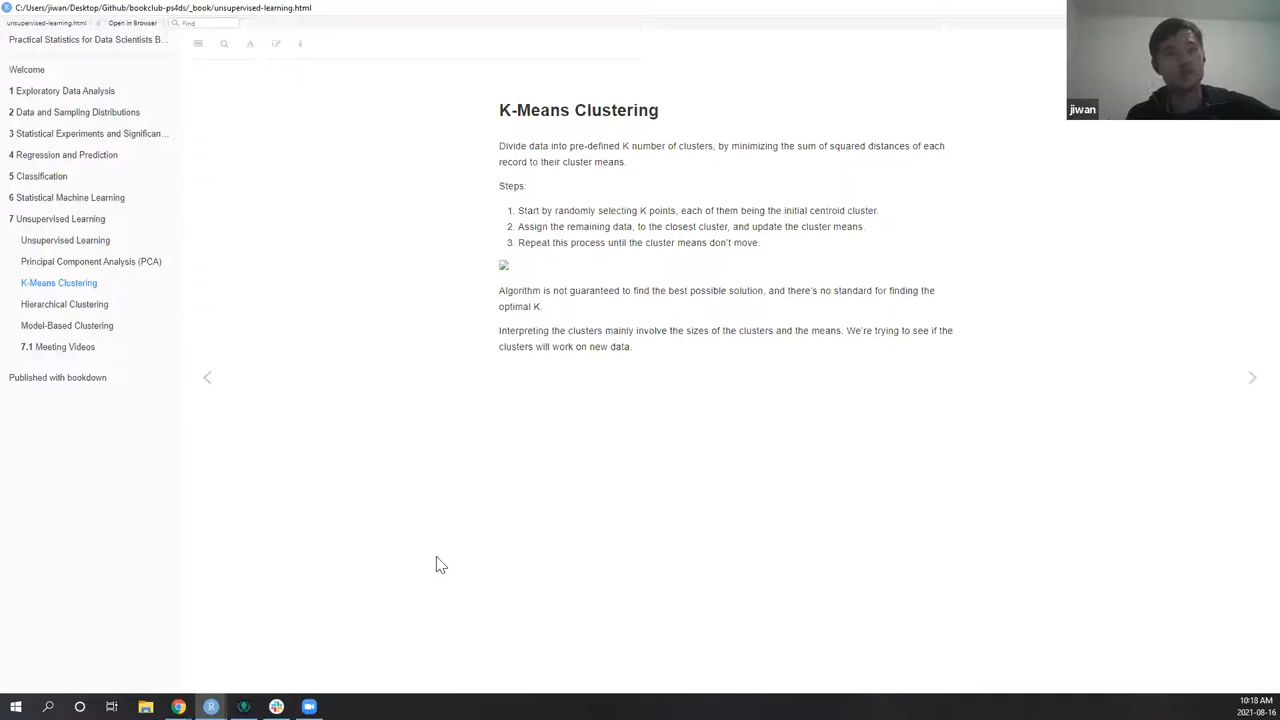 C:/Users/jiwan/Desktop/Github/bookclub-ps4ds/_book/unsupervised-learning.html
unsupervised-learning.html
Open in Browser
Find
Practical Statistics for Data Scientists B...
Welcome
1 Exploratory Data Analysis
2 Data and Sampling Distributions
3 Statistical Experiments and Significan...
4 Regression and Prediction
5 Classification
6 Statistical Machine Learning
7 Unsupervised Learning
Unsupervised Learning
Principal Component Analysis (PCA)
K-Means Clustering
Hierarchical Clustering
Model-Based Clustering
7.1 Meeting Videos
Published with bookdown
K-Means Clustering
Divide data into pre-defined K number of clusters, by minimizing the sum of squared distances of each
record to their cluster means.
Steps:
1. Start by randomly selecting K points, each of them being the initial centroid cluster.
2. Assign the remaining data, to the closest cluster, and update the cluster means.
3. Repeat this process until the cluster means don't move.
Algorithm is not guaranteed to find the best possible solution, and there's no standard for finding the
optimal K.
Interpreting the clusters mainly involve the sizes of the clusters and the means. We're trying to see if the
clusters will work on new data.
jiwan
10:18 AM
2021-08-16